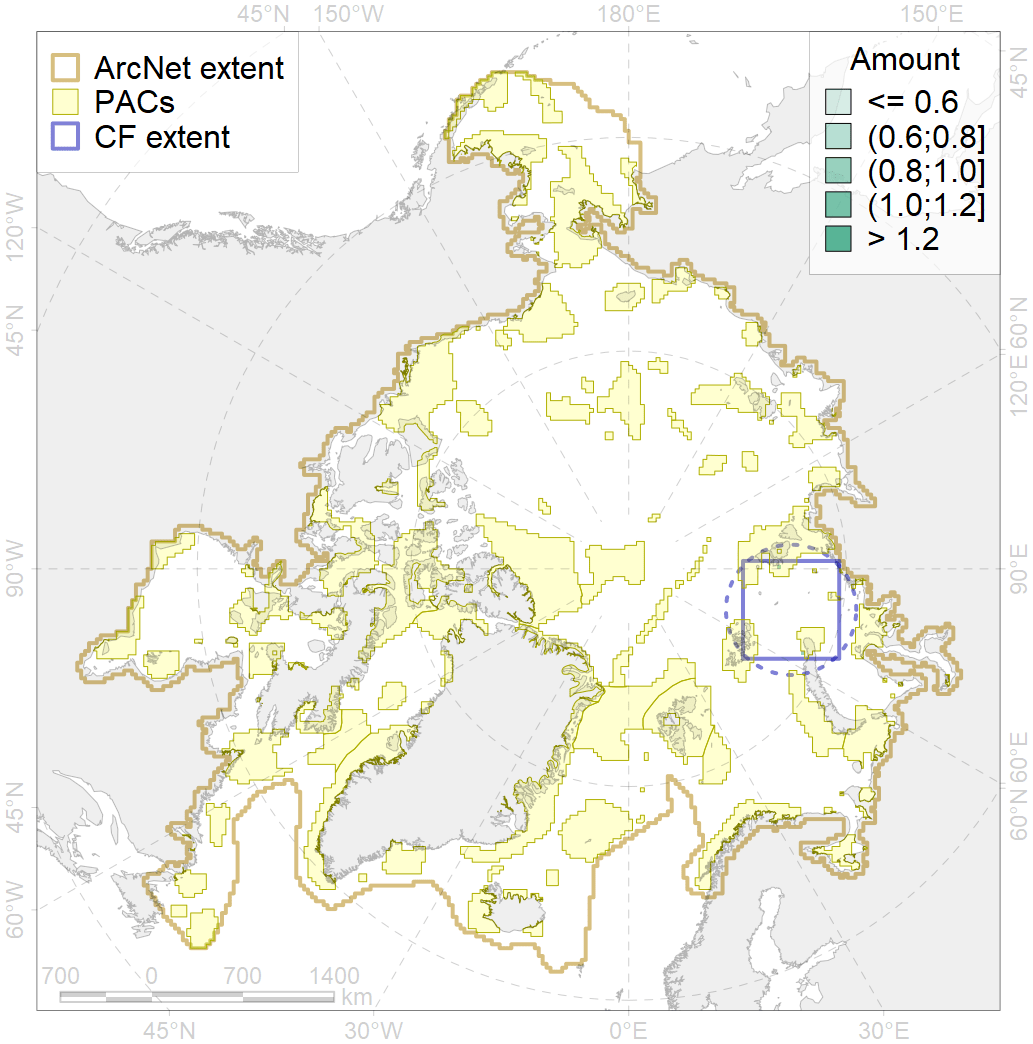 45°N 150°W 180°E 150°E
ArcNet extent
PACs
CF extent
Amount
<= 0.6
(0.6;0.8]
(0.8;1.0]
(1.0;1.2]
> 1.2
45°N
120°W
45°N
90°W
45°N
60°W
60°N
120°E
90°E
60°E
60°N
700 0 700 1400
km
45°N 30°W 0°E 30°E